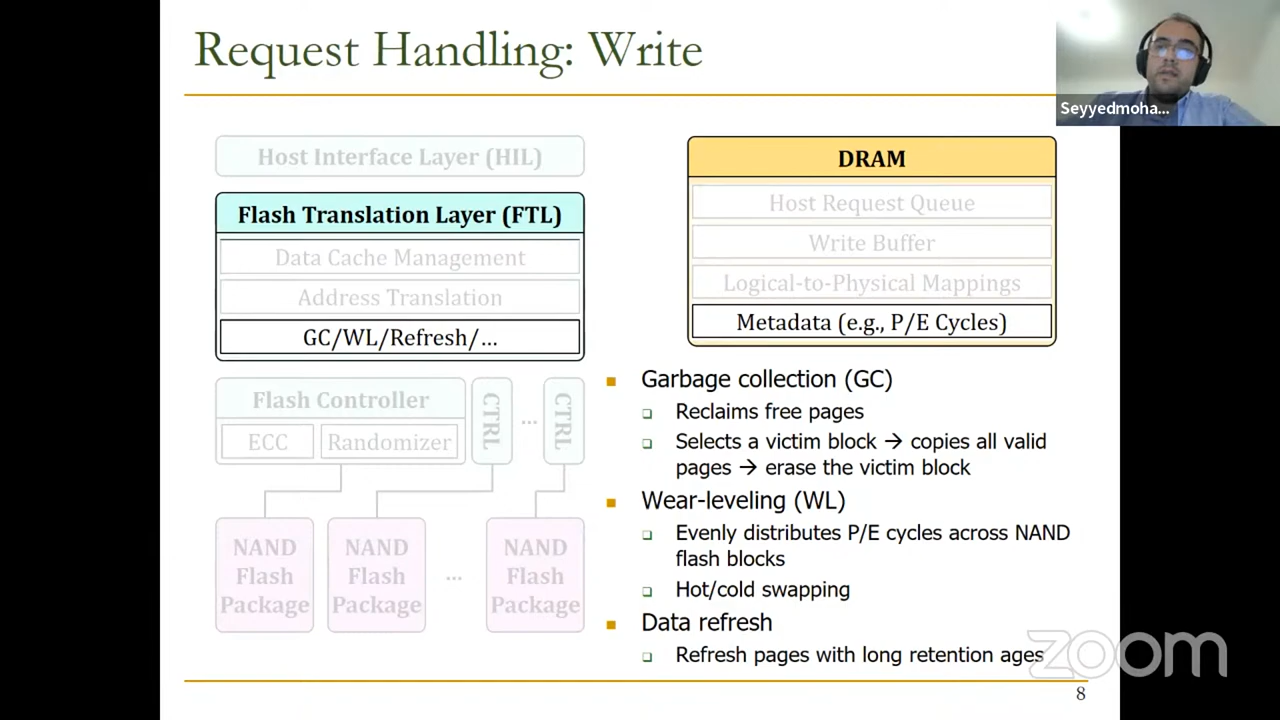 Request Handling: Write
Seyyedmoha...
Host Interface Layer (HIL)
Flash Translation Layer (FTL)
Data Cache Management
Address Translation
GC/WL/Refresh/...
Flash Controller
ECC
Randomizer
CTRL
...
CTRL
NAND
Flash
Package
NAND
Flash
Package
...
NAND
Flash
Package
DRAM
Host Request Queue
Write Buffer
Logical-to-Physical Mappings
Metadata (e.g., P/E Cycles)
Garbage collection (GC)
Reclaims free pages
Selects a victim block → copies all valid
pages → erase the victim block
Wear-leveling (WL)
Evenly distributes P/E cycles across NAND
flash blocks
Hot/cold swapping
Data refresh
Refresh pages with long retention ages
zoom
8